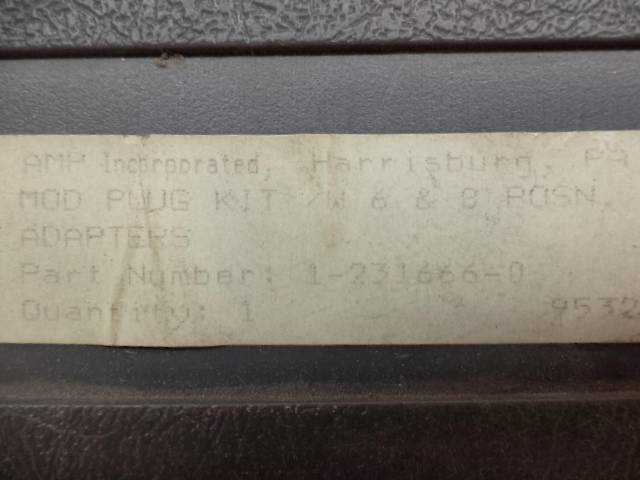 AMP Incorporated, Harrisburg, PA
MOD PLUG KIT /W 6 & 8 POSN.
ADAPTERS
Part Number: 1-231666-0
Quantity: 1 9532